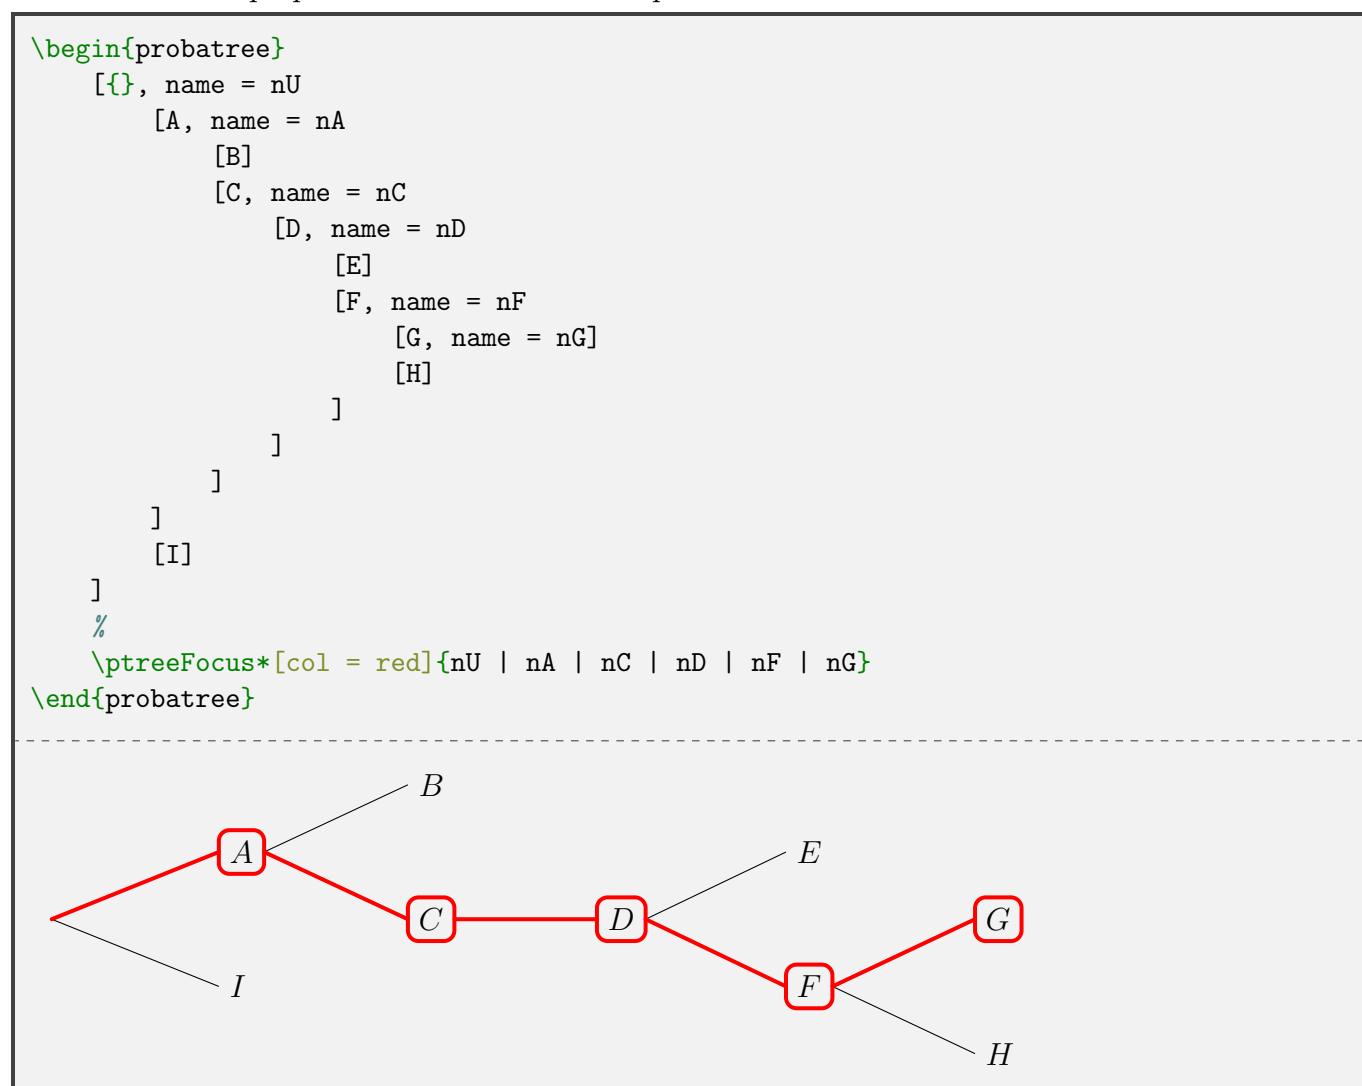 \begin{probatree}
    [{}, name = nU
        [A, name = nA
            [B]
            [C, name = nC
                [D, name = nD
                    [E]
                    [F, name = nF
                        [G, name = nG]
                        [H]
                    ]
                ]
            ]
        ]
        [I]
    ]
    %
    \ptreeFocus*[col = red]{nU | nA | nC | nD | nF | nG}
\end{probatree}
B
A
E
C
D
G
I
F
H